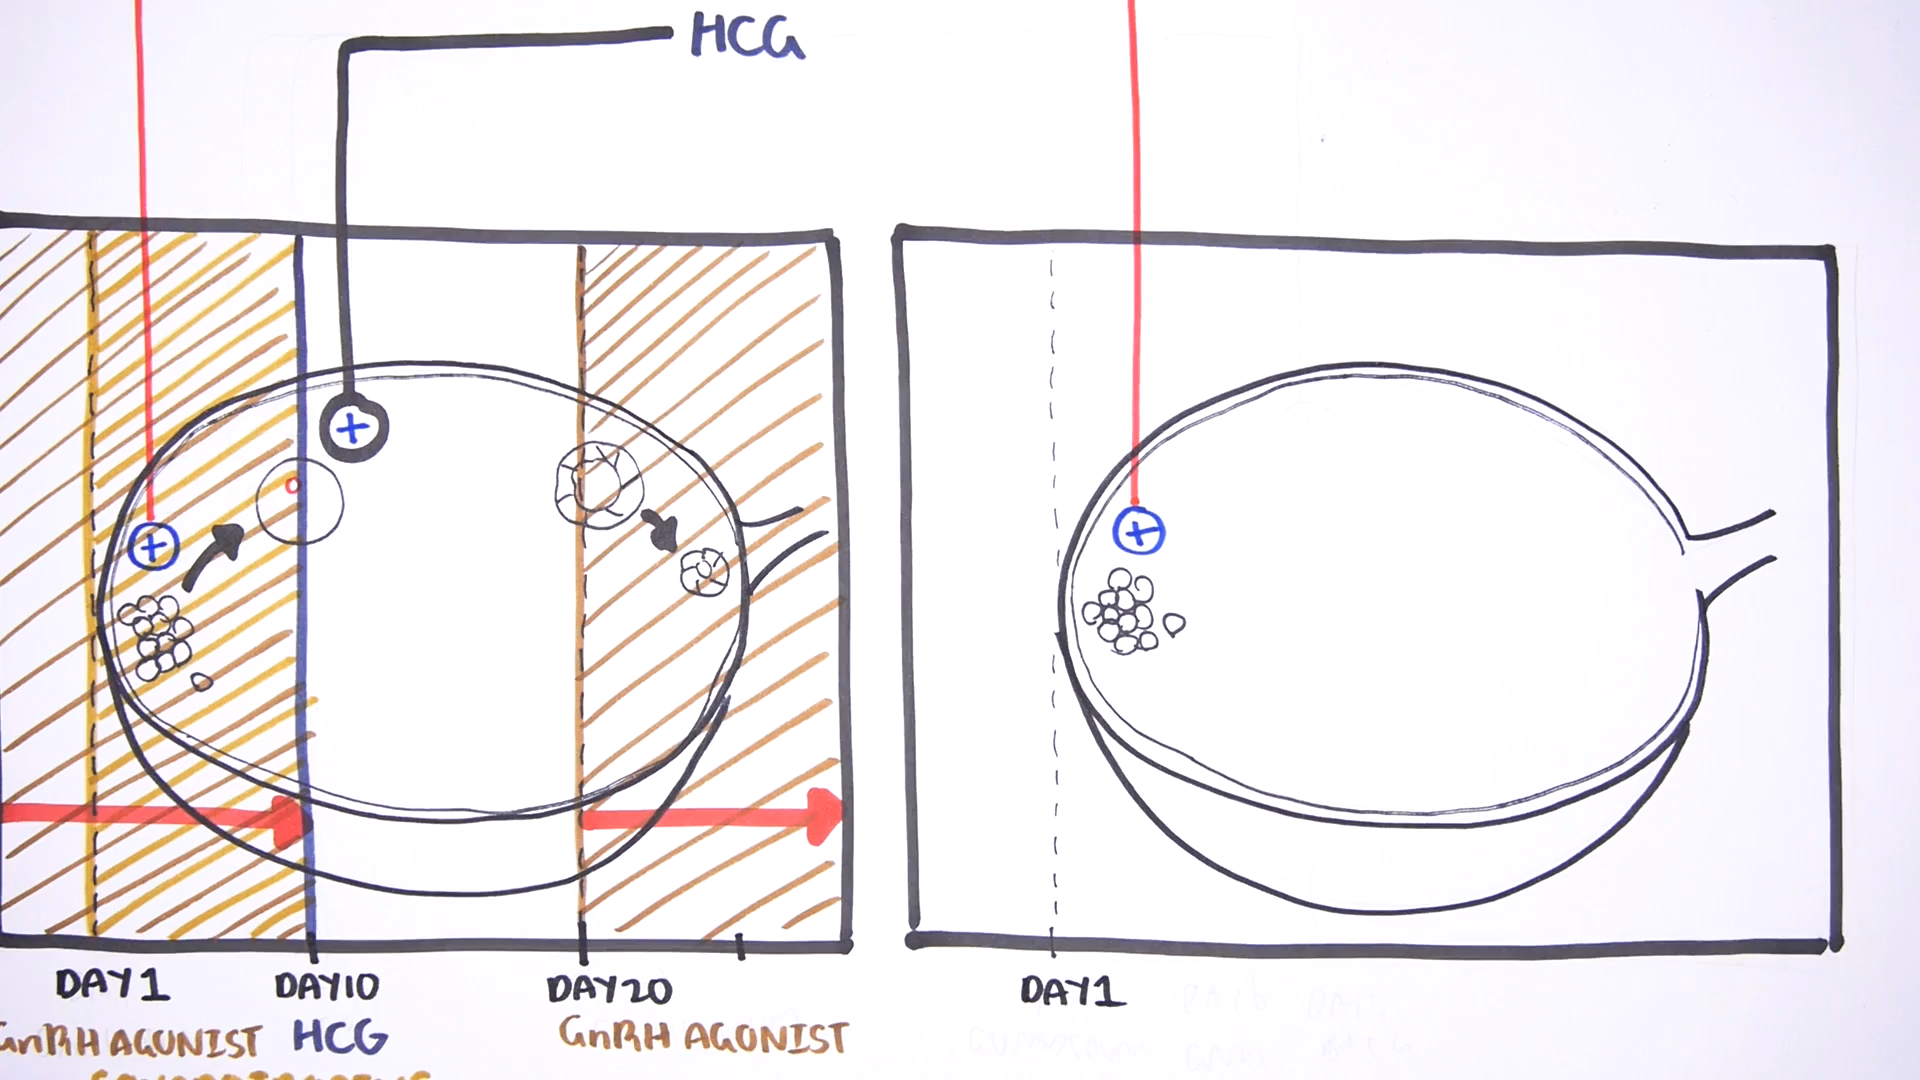 HCG
+
+
+
DAY1 DAY10 DAY20 DAY1
GnRH AGONIST HCG GnRH AGONIST